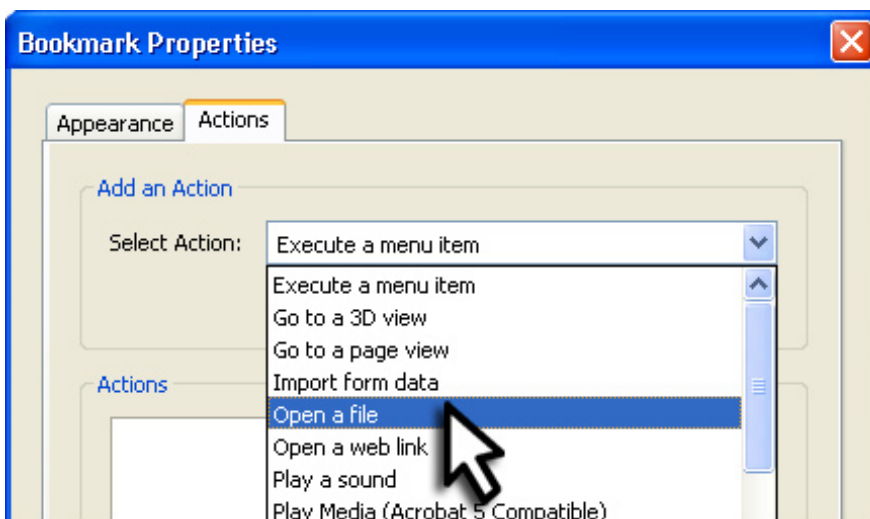 Bookmark Properties
Appearance Actions
Add an Action
Select Action: Execute a menu item
Execute a menu item
Go to a 3D view
Go to a page view
Import form data
Actions
Open a file
Open a web link
Play a sound
Play Media (Acrobat 5 Compatible)